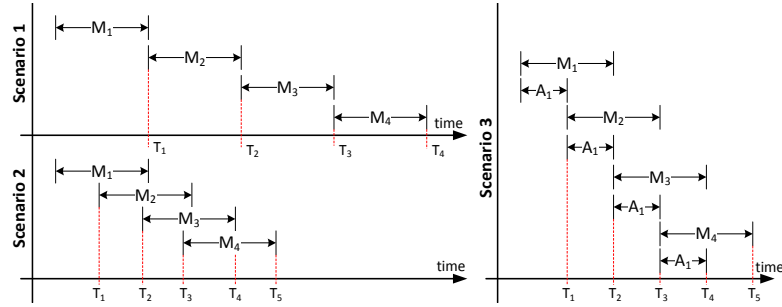 Scenario 1
M1
M2
M3
M4
time
T1 T2 T3 T4
Scenario 2
M1
M2
M3
M4
time
T1 T2 T3 T4 T5
Scenario 3
M1
A1
M2
A1
M3
A1
M4
A1
time
T1 T2 T3 T4 T5